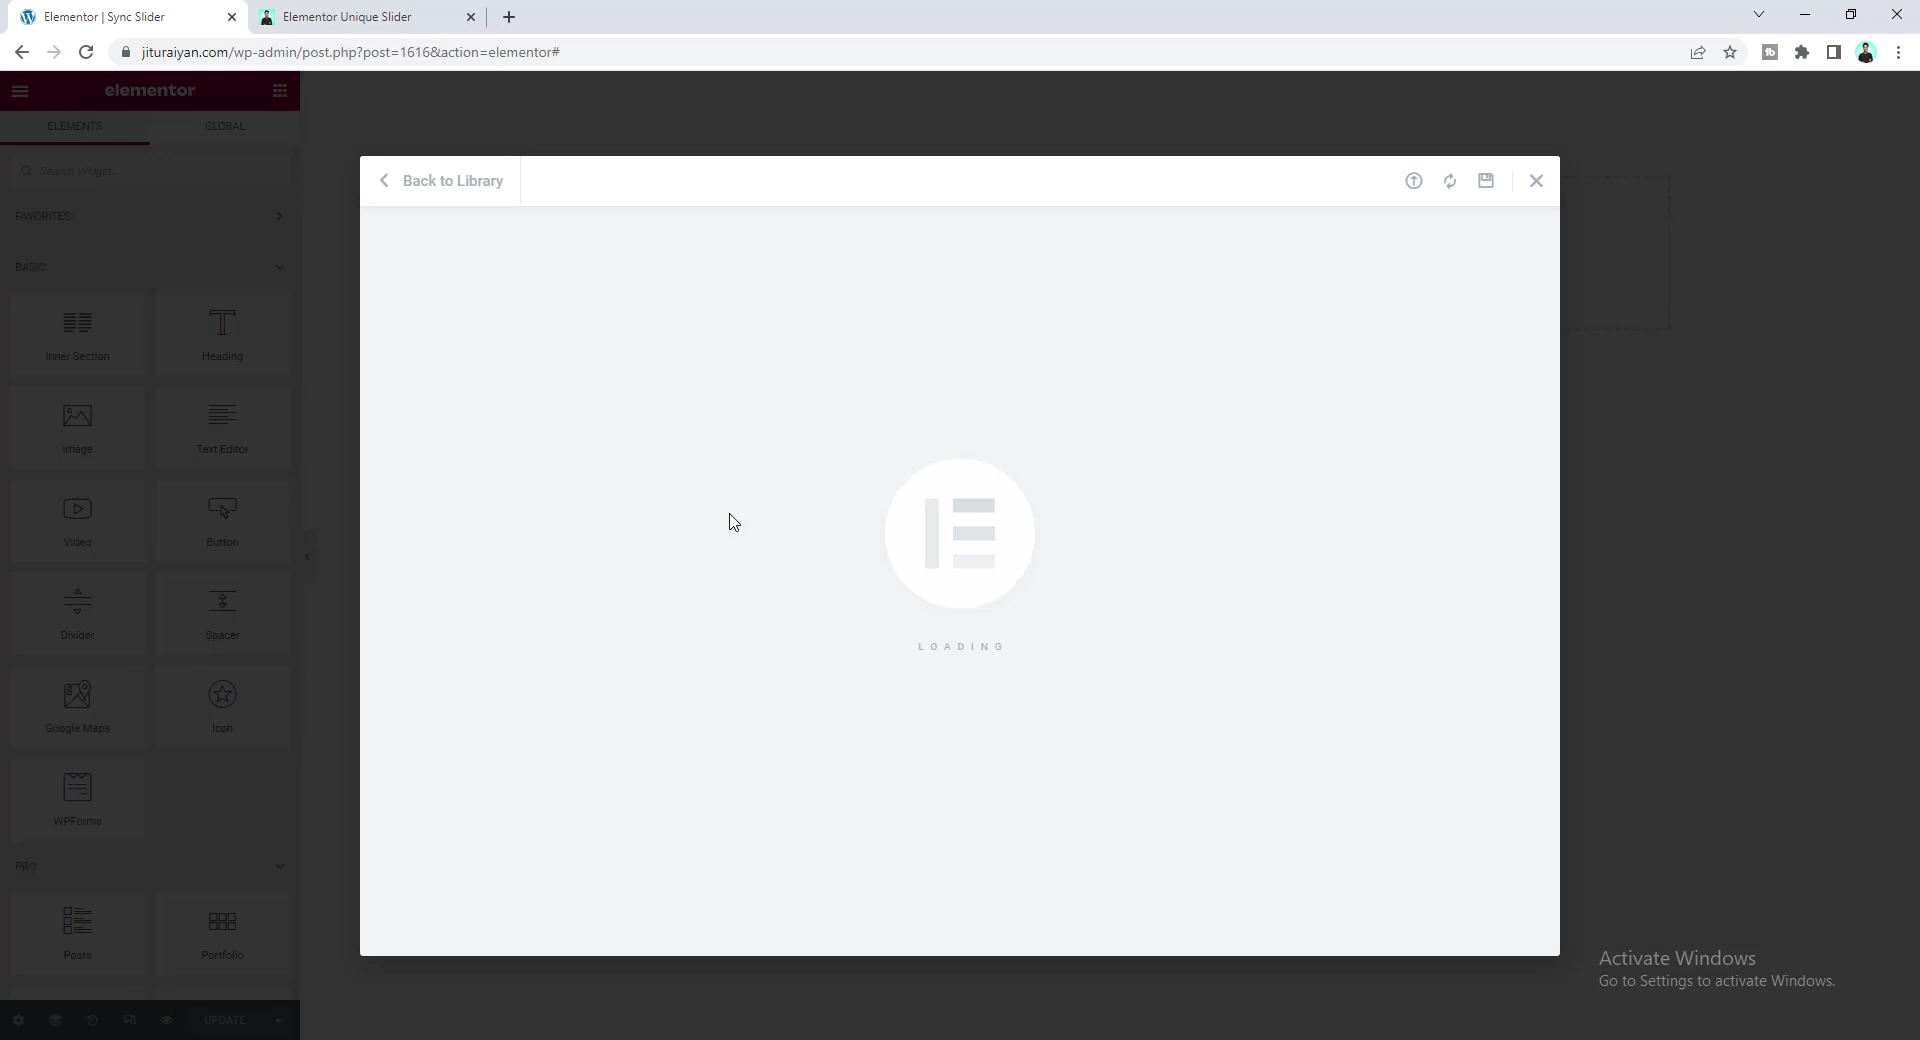 Elementor | Sync Slider
Elementor Unique Slider
jituraiyan.com/wp-admin/post.php?post=1616&action=elementor#
elementor
ELEMENTS
GLOBAL
Search Widget...
FAVORITES
BASIC
Inner Section
Heading
Image
Text Editor
Video
Button
Divider
Spacer
Google Maps
Icon
WPForms
PRO
Posts
Portfolio
UPDATE
Back to Library
LOADING
Activate Windows
Go to Settings to activate Windows.